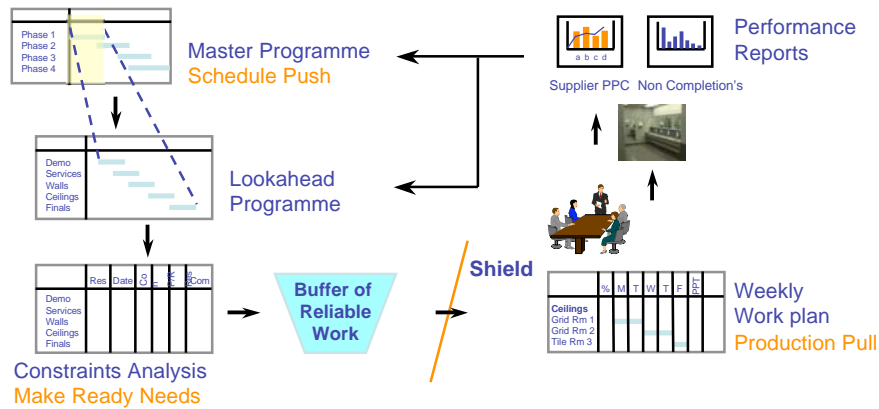 Phase 1
Phase 2
Phase 3
Phase 4
Master Programme
Schedule Push
a b c d
Supplier PPC
Non Completion's
Performance
Reports
Demo
Services
Walls
Ceilings
Finals
Lookahead
Programme
Res Date Co n P/R Com
Demo
Services
Walls
Ceilings
Finals
Constraints Analysis
Make Ready Needs
Buffer of
Reliable
Work
Shield
% M T W T F PPT
Ceilings
Grid Rm 1
Grid Rm 2
Tile Rm 3
Weekly
Work plan
Production Pull